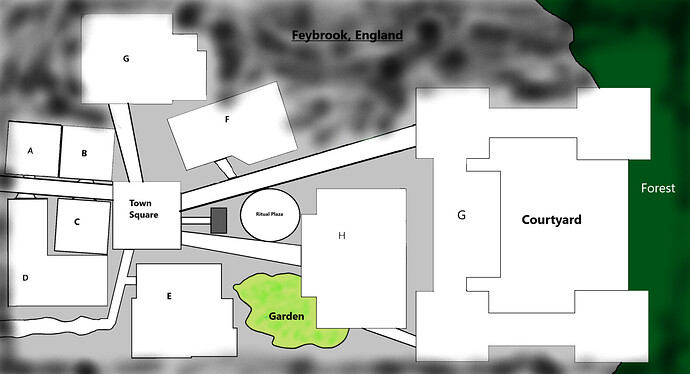 Feybrook, England
G
F
A
B
Forest
Town
Square
Ritual Plaza
G
Courtyard
C
H
D
E
Garden